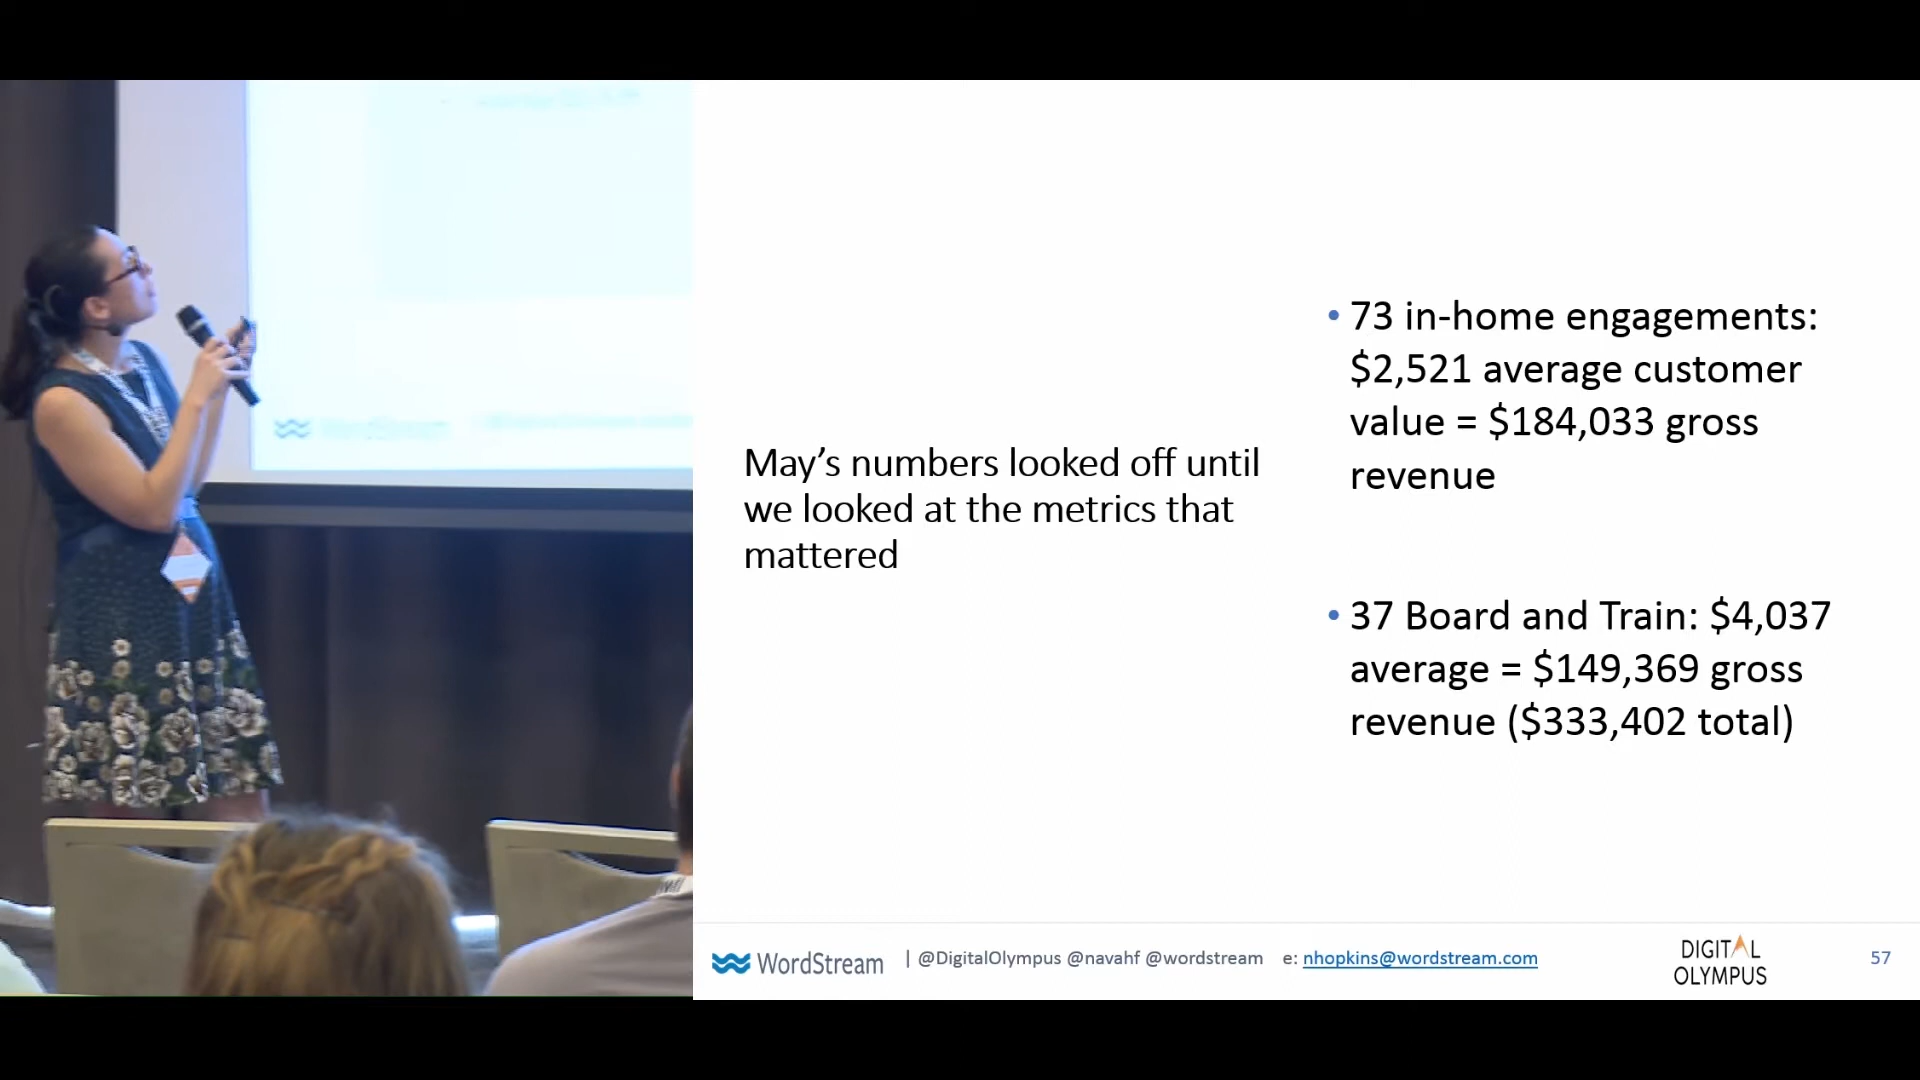 May’s numbers looked off until
we looked at the metrics that
mattered
• 73 in-home engagements:
$2,521 average customer
value = $184,033 gross
revenue
• 37 Board and Train: $4,037
average = $149,369 gross
revenue ($333,402 total)
WordStream | @DigitalOlympus @navahf @wordstream e: nhopkins@wordstream.com
DIGITAL
OLYMPUS
57